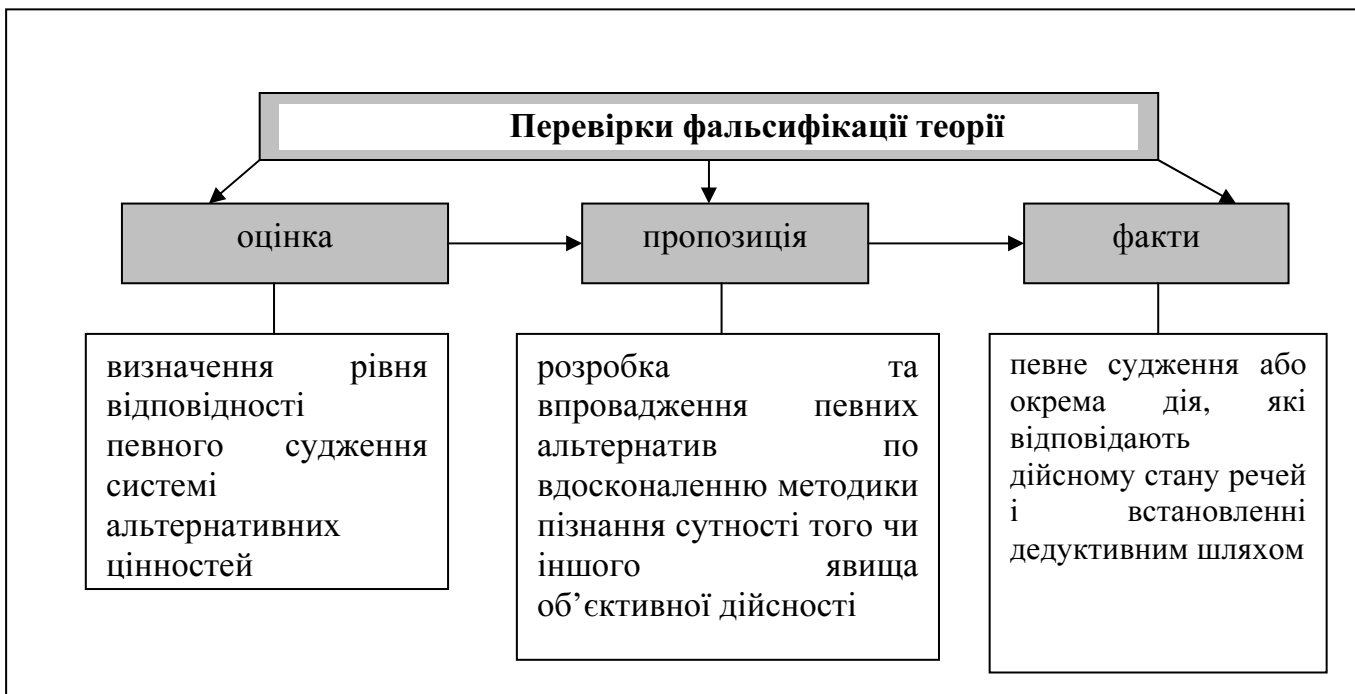 Перевірки фальсифікації теорії
оцінка
пропозиція
факти
визначення рівня
відповідності
певного судження
системі
альтернативних
цінностей
розробка та
впровадження певних
альтернатив по
вдосконаленню методики
пізнання сутності того чи
іншого явища
об’єктивної дійсності
певне судження або
окрема дія, які
відповідають
дійсному стану речей
і встановленні
дедуктивним шляхом